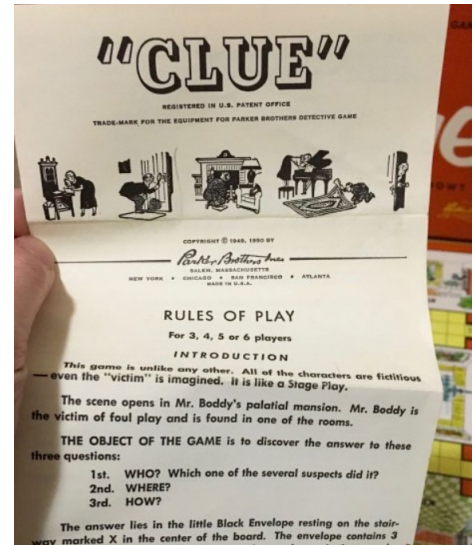 "CLUE"
REGISTERED IN U.S. PATENT OFFICE
TRADE-MARK FOR THE EQUIPMENT FOR PARKER BROTHERS DETECTIVE GAME
COPYRIGHT © 1949, 1950 BY
Parker Brothers Inc
SALEM, MASSACHUSETTS
NEW YORK • CHICAGO • SAN FRANCISCO • ATLANTA
MADE IN U.S.A.
RULES OF PLAY
For 3, 4, 5 or 6 players
INTRODUCTION
This game is unlike any other. All of the characters are fictitious
— even the "victim" is imagined. It is like a Stage Play.
The scene opens in Mr. Boddy's palatial mansion. Mr. Boddy is
the victim of foul play and is found in one of the rooms.
THE OBJECT OF THE GAME is to discover the answer to these
three questions:
1st. WHO? Which one of the several suspects did it?
2nd. WHERE?
3rd. HOW?
The answer lies in the little Black Envelope resting on the stair-
way marked X in the center of the board. The envelope contains 3